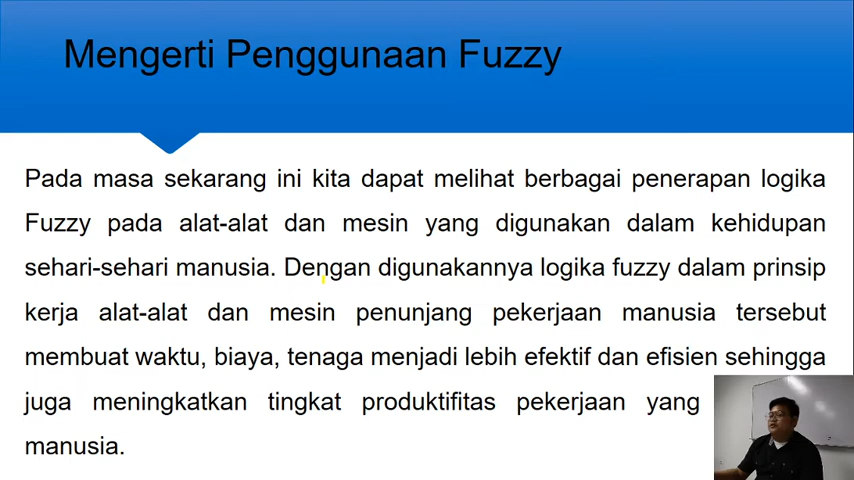 Mengerti Penggunaan Fuzzy
Pada masa sekarang ini kita dapat melihat berbagai penerapan logika
Fuzzy pada alat-alat dan mesin yang digunakan dalam kehidupan
sehari-sehari manusia. Dengan digunakannya logika fuzzy dalam prinsip
kerja alat-alat dan mesin penunjang pekerjaan manusia tersebut
membuat waktu, biaya, tenaga menjadi lebih efektif dan efisien sehingga
juga meningkatkan tingkat produktifitas pekerjaan yang
manusia.